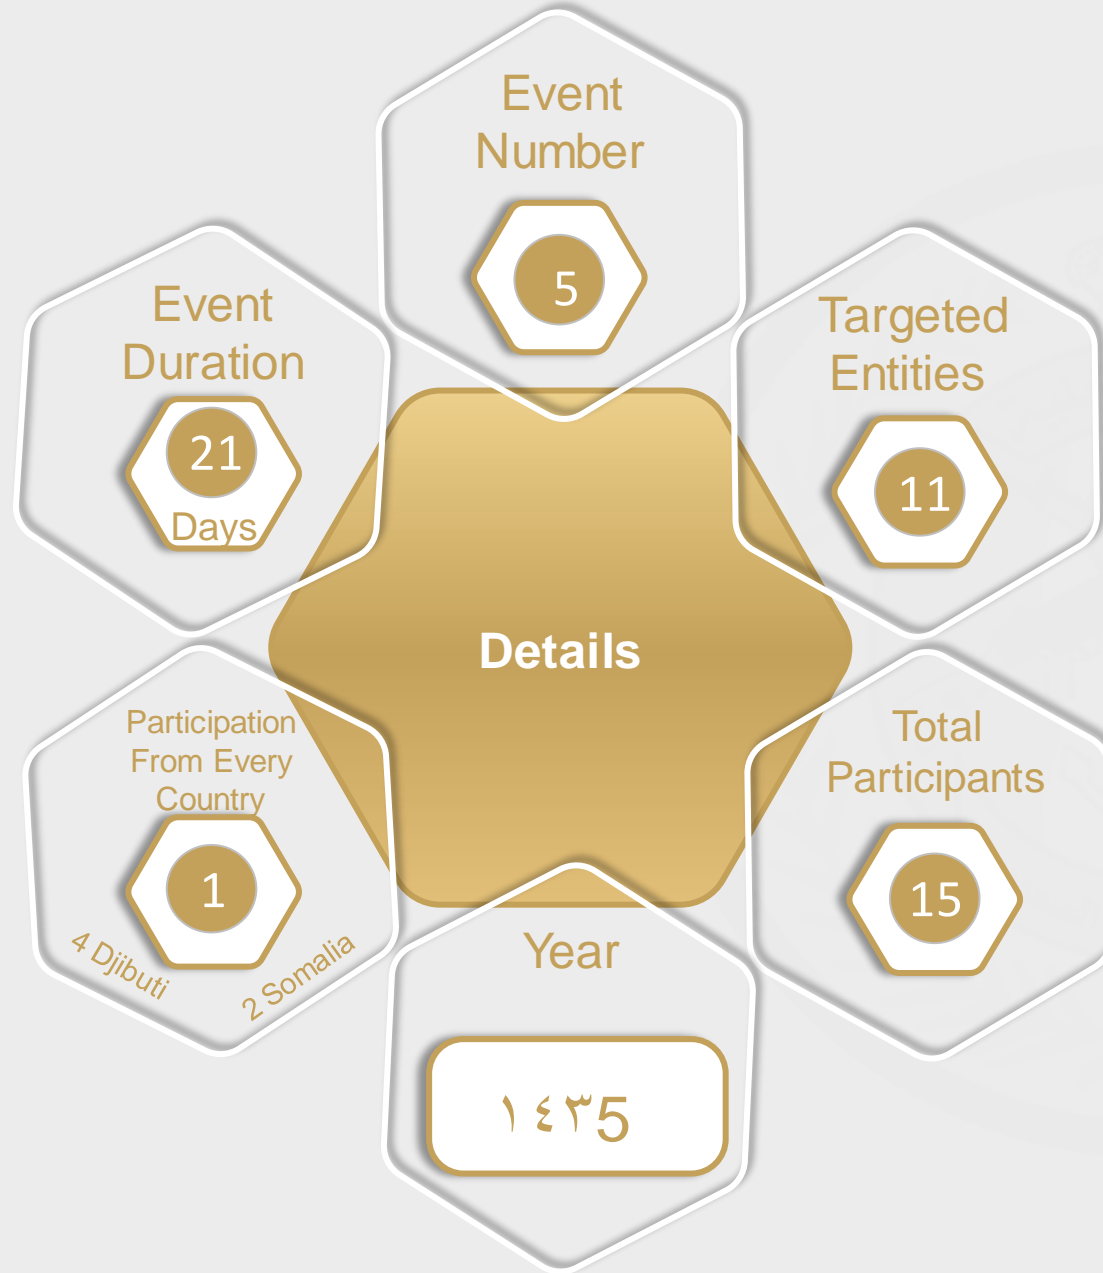 Event
Number
5
Event
Duration
21
Days
Targeted
Entities
11
Details
Participation
From Every
Country
1
4 Djibuti
2 Somalia
Total
Participants
15
Year
١٤٣5